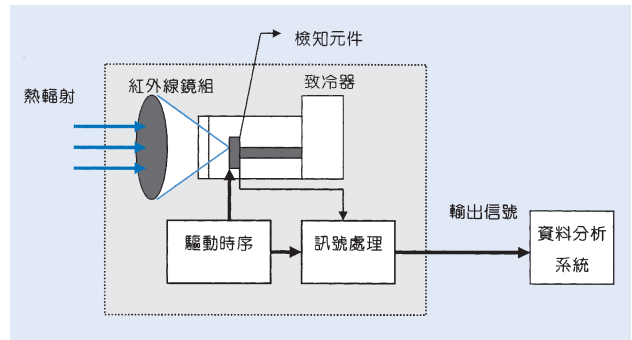 檢知元件
致冷器
紅外線鏡組
熱輻射
驅動時序
訊號處理
輸出信號
資料分析
系統